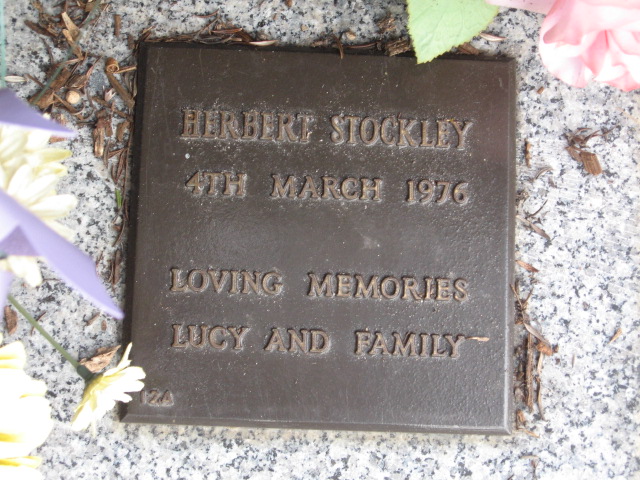 HERBERT STOCKLEY
4TH MARCH 1976
LOVING MEMORIES
LUCY AND FAMILY
12A